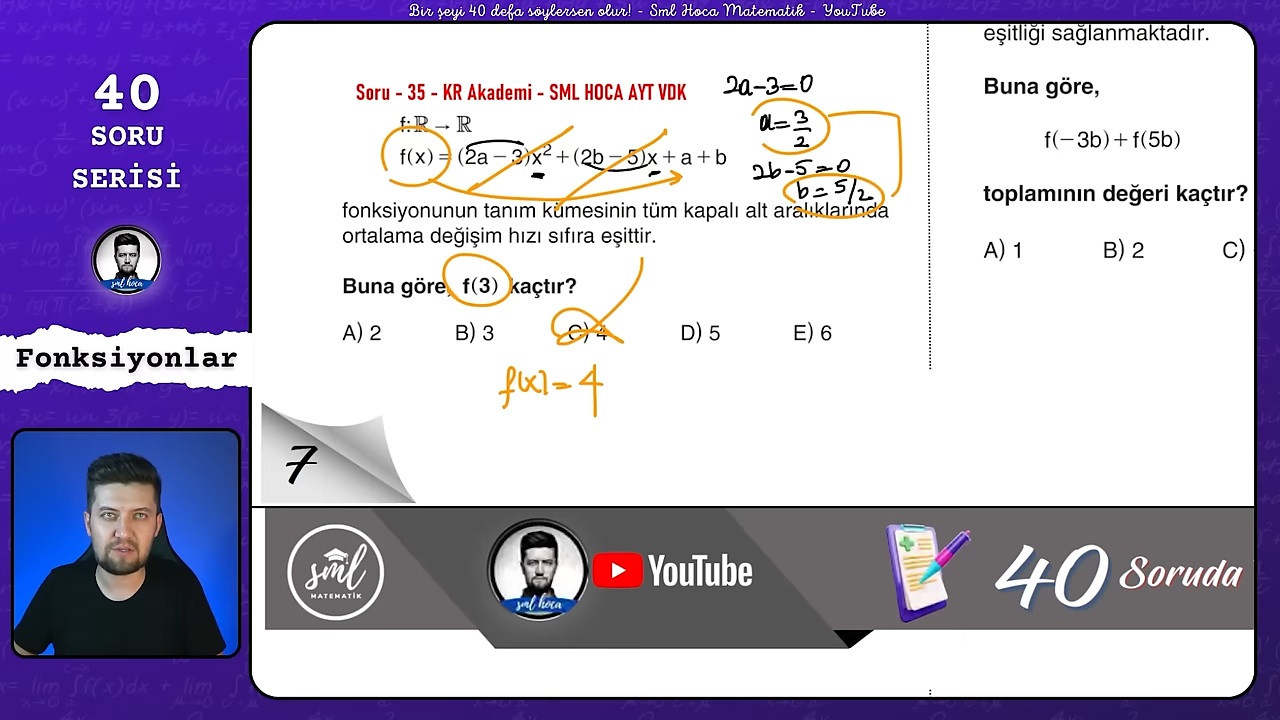 Bir şeyi 40 defa söylersen olur! - Sml Hoca Matematik - YouTube
40
SORU
SERİSİ
sml hoca
Fonksiyonlar
Soru - 35 - KR Akademi - SML HOCA AYT VDK
f: ℝ → ℝ
f(x) = (2a − 3)x² + (2b − 5)x + a + b
fonksiyonunun tanım kümesinin tüm kapalı alt aralıklarında
ortalama değişim hızı sıfıra eşittir.
Buna göre, f(3) kaçtır?
A) 2 B) 3 C) 4 D) 5 E) 6
f(x) = 4
2a-3=0
a=3/2
2b-5=0
b=5/2
7
eşitliği sağlanmaktadır.
Buna göre,
f(−3b) + f(5b)
toplamının değeri kaçtır?
A) 1 B) 2 C)
sml
MATEMATİK
sml hoca
YouTube
40 Soruda